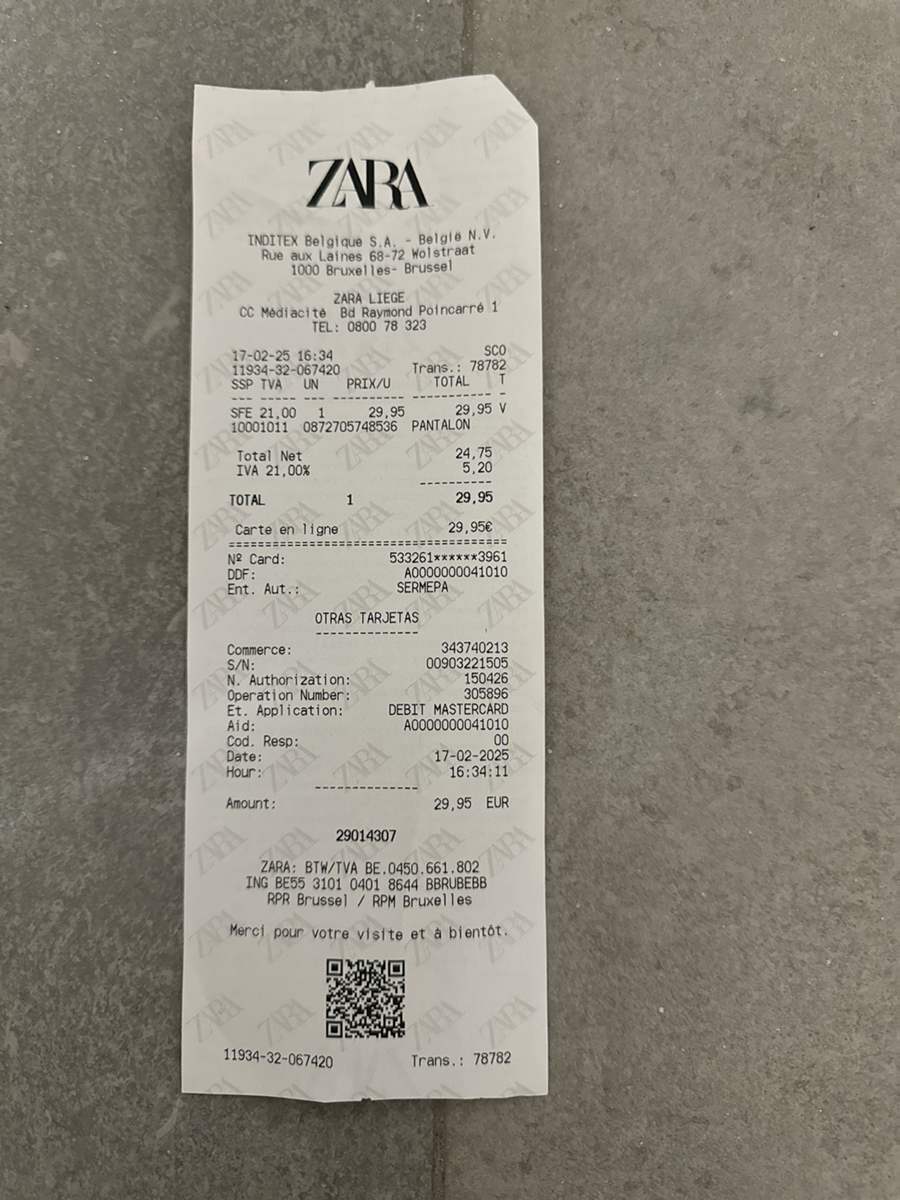 ZARA
INDITEX Belgique S.A. - België N.V.
Rue aux Laines 68-72 Wolstraat
1000 Bruxelles- Brussel
ZARA LIEGE
CC Médiacité Bd Raymond Poincarré 1
TEL: 0800 78 323
17-02-25 16:34 SCO
11934-32-067420 Trans.: 78782
SSP TVA UN PRIX/U TOTAL T
--- ----- --- ---------- ----------- -
SFE 21,00 1 29,95 29,95 V
10001011 0872705748536 PANTALON
Total Net 24,75
IVA 21,00% 5,20
----------
TOTAL 1 29,95
Carte en ligne 29,95€
======================================
Nº Card: 533261******3961
DDF: A0000000041010
Ent. Aut.: SERMEPA
OTRAS TARJETAS
--------------
Commerce: 343740213
S/N: 00903221505
N. Authorization: 150426
Operation Number: 305896
Et. Application: DEBIT MASTERCARD
Aid: A0000000041010
Cod. Resp: 00
Date: 17-02-2025
Hour: 16:34:11
--------------
Amount: 29,95 EUR
29014307
ZARA: BTW/TVA BE.0450.661.802
ING BE55 3101 0401 8644 BBRUBEBB
RPR Brussel / RPM Bruxelles
Merci pour votre visite et à bientôt.
11934-32-067420 Trans.: 78782